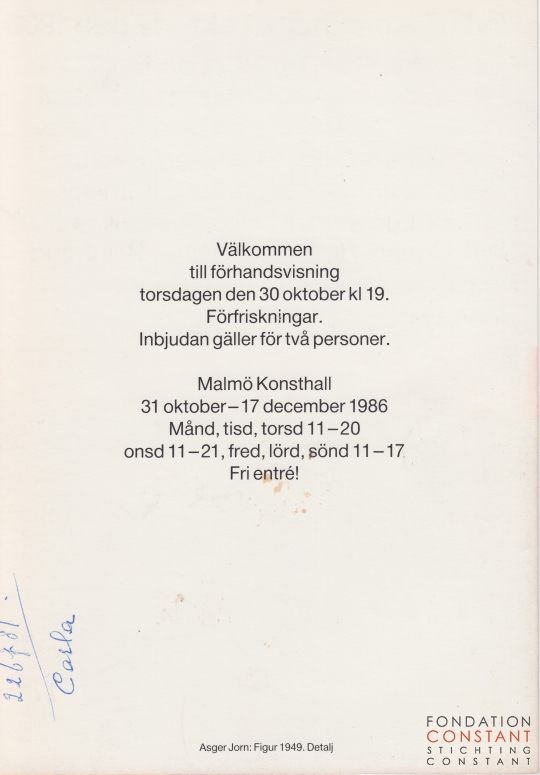 Välkommen
till förhandsvisning
torsdagen den 30 oktober kl 19.
Förfriskningar.
Inbjudan gäller för två personer.
Malmö Konsthall
31 oktober–17 december 1986
Månd, tisd, torsd 11–20
onsd 11–21, fred, lörd, sönd 11–17
Fri entré!
226781.
Carla
Asger Jorn: Figur 1949. Detalj
FONDATION
CONSTANT
STICHTING
CONSTANT